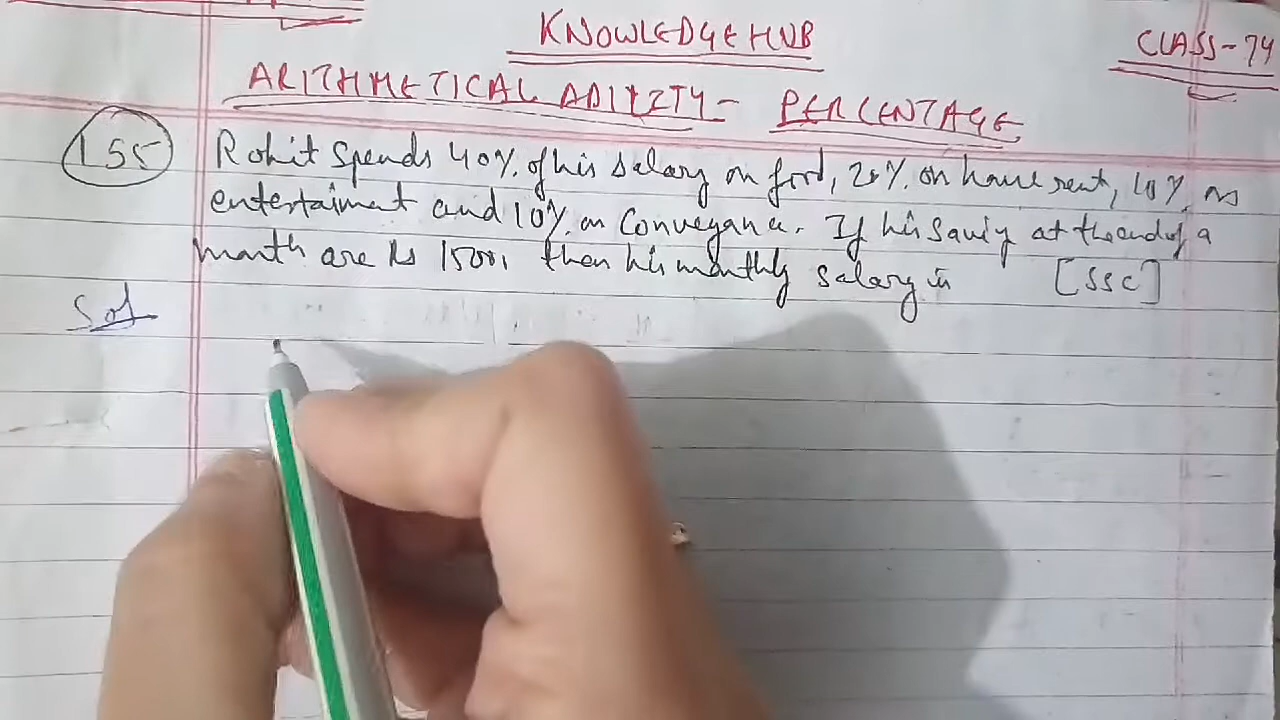 KNOWLEDGE HUB
CLASS-74
ARITHMETICAL ABILITY- PERCENTAGE
155 Rohit Spends 40% of his salary on food, 20% on house rent, 10% on
entertaiment and 10% on Conveyance. If his Saving at the end of a
month are Rs 1500, then his monthly salary is [SSC]
Sol